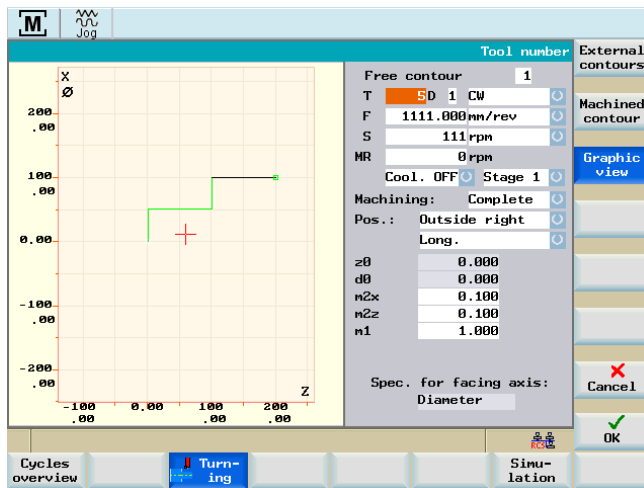 M
Jog
Tool number
External
contours
X
Ø
Free contour 1
T 5 D 1 CW
F 1111.000 mm/rev
S 111 rpm
MR 0 rpm
Cool. OFF Stage 1
Machining: Complete
Pos.: Outside right
Long.
z0 0.000
d0 0.000
m2x 0.100
m2z 0.100
m1 1.000
Spec. for facing axis:
Diameter
200
.00
100
.00
0.00
-100
.00
-200
.00
Z
-100 0.00 100 200
.00 .00 .00
Machined
contour
Graphic
view
Cancel
OK
RCS
Cycles
overview
Turn-
ing
Simu-
lation